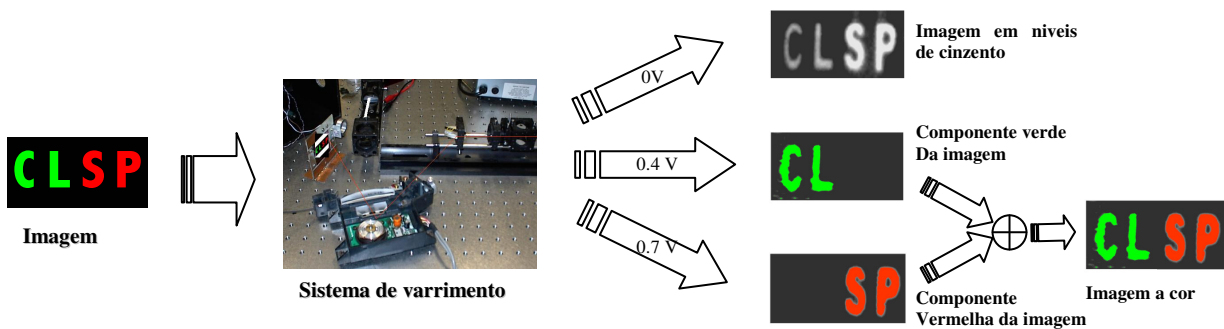 CLSP
Imagem
Sistema de varrimento
0V
0.4 V
0.7 V
CLSP
Imagem em niveis
de cinzento
CL
Componente verde
Da imagem
SP
Componente
Vermelha da imagem
CLSP
Imagem a cor